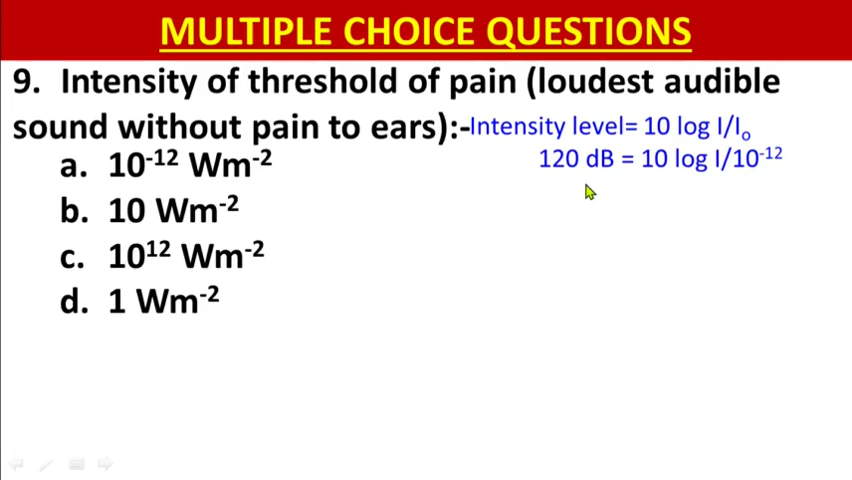 MULTIPLE CHOICE QUESTIONS
9. Intensity of threshold of pain (loudest audible
sound without pain to ears):-Intensity level= 10 log I/Iₒ
120 dB = 10 log I/10⁻¹²
a. 10⁻¹² Wm⁻²
b. 10 Wm⁻²
c. 10¹² Wm⁻²
d. 1 Wm⁻²